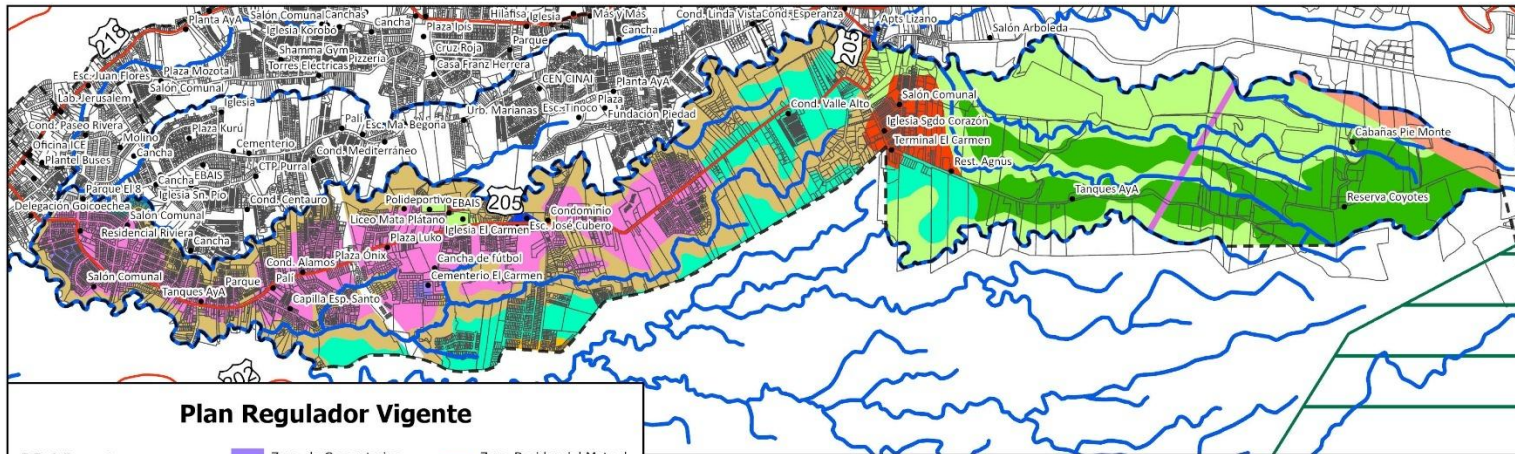 Planta AyA
Salón Comunal
Canchas
Cancha
Hilafisa
Iglesia
Más y Más
Cond. Linda Vista
Cond. Esperanza
Apts Lizano
Iglesia Korobo
Plaza Ipís
Parque
Cancha
Salón Arboleda
218
Shamma Gym
Pizzería
Cruz Roja
205
Esc. Juan Flores
Plaza Mozotal
Torres Eléctricas
Casa Franz Herrera
Salón Comunal
CEN CINAI
Planta AyA
Lab. Jerusalem
Iglesia
Urb. Marianas
Esc. Tinoco
Plaza
Cond. Valle Alto
Salón Comunal
Cond. Paseo Rivera
Molino
Plaza Kurú
Palí
Esc. Ma. Begoña
Fundación Piedad
Iglesia Sgdo Corazón
Oficina ICE
Cancha
Cementerio
Cond. Mediterráneo
Terminal El Carmen
Cabañas Pie Monte
Plantel Buses
Cancha
EBAIS
CTP Purral
Rest. Agnus
Parque El 8
Iglesia Sn. Pio
Cond. Centauro
Polideportivo
EBAIS
205
Tanques AyA
Reserva Coyotes
Delegación Goicoechea
Salón Comunal
Liceo Mata Plátano
Iglesia El Carmen
Condominio
Esc. José Cubero
Residencial Riviera
Cancha
Plaza Luko
Plaza Onix
Cancha de fútbol
Salón Comunal
Cond. Alamos
Cementerio El Carmen
Tanques AyA
Parque
Palí
Capilla Esp. Santo
202
Plan Regulador Vigente